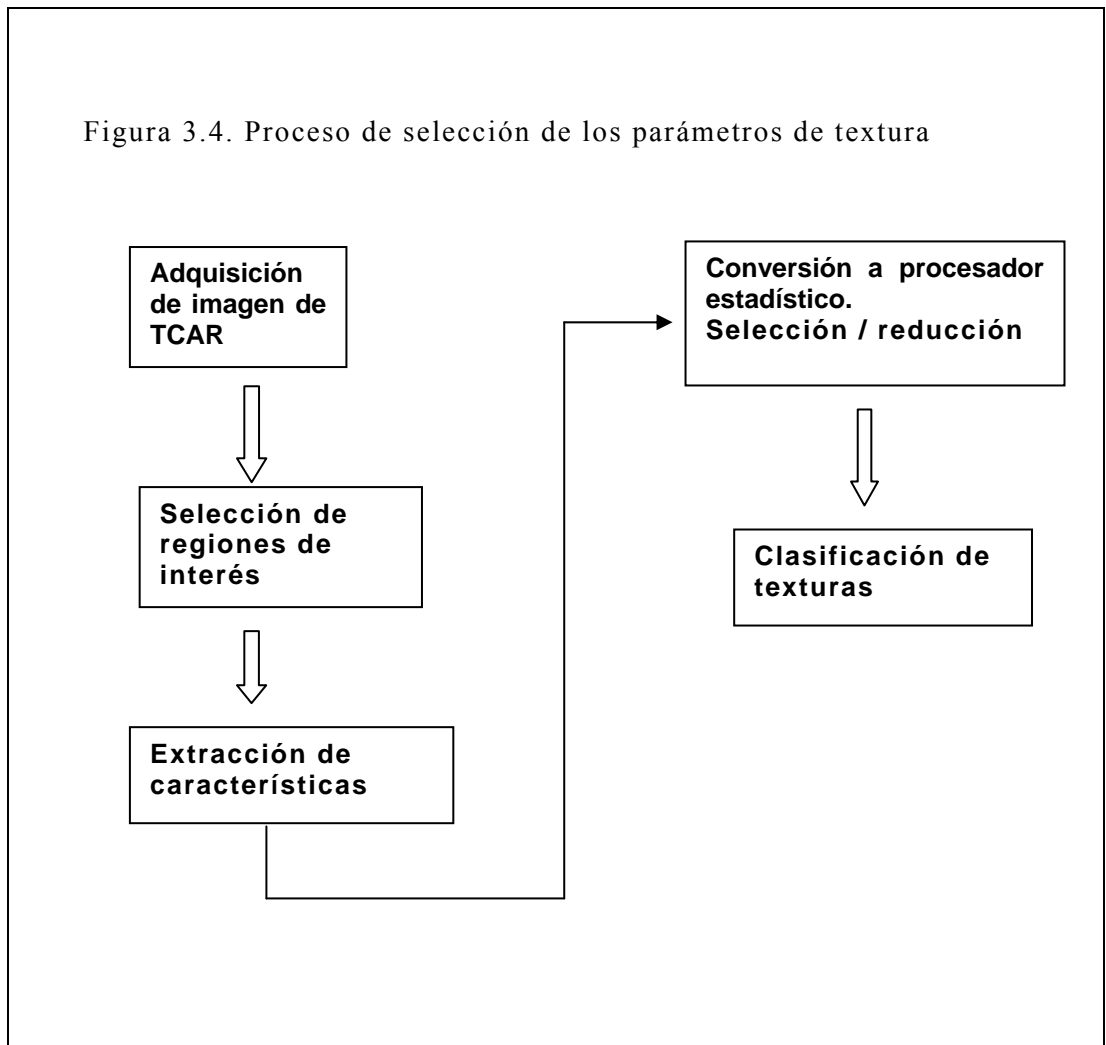 Figura 3.4. Proceso de selección de los parámetros de textura
Adquisición
de imagen de
TCAR
Selección de
regiones de
interés
Extracción de
características
Conversión a procesador
estadístico.
Selección / reducción
Clasificación de
texturas